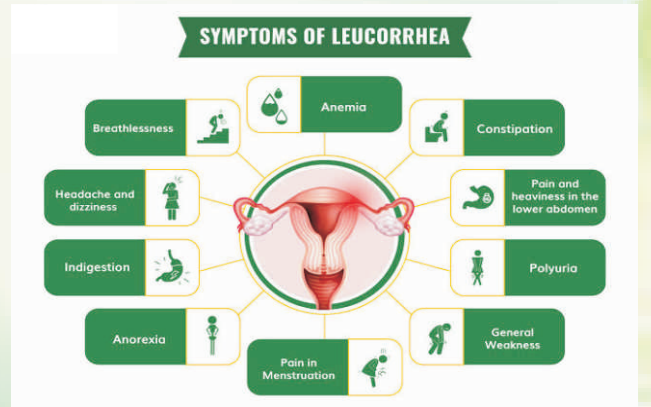 SYMPTOMS OF LEUCORRHEA
Anemia
Breathlessness
Constipation
Headache and
dizziness
Pain and
heaviness in the
lower abdomen
Indigestion
Polyuria
Anorexia
General
Weakness
Pain in
Menstruation